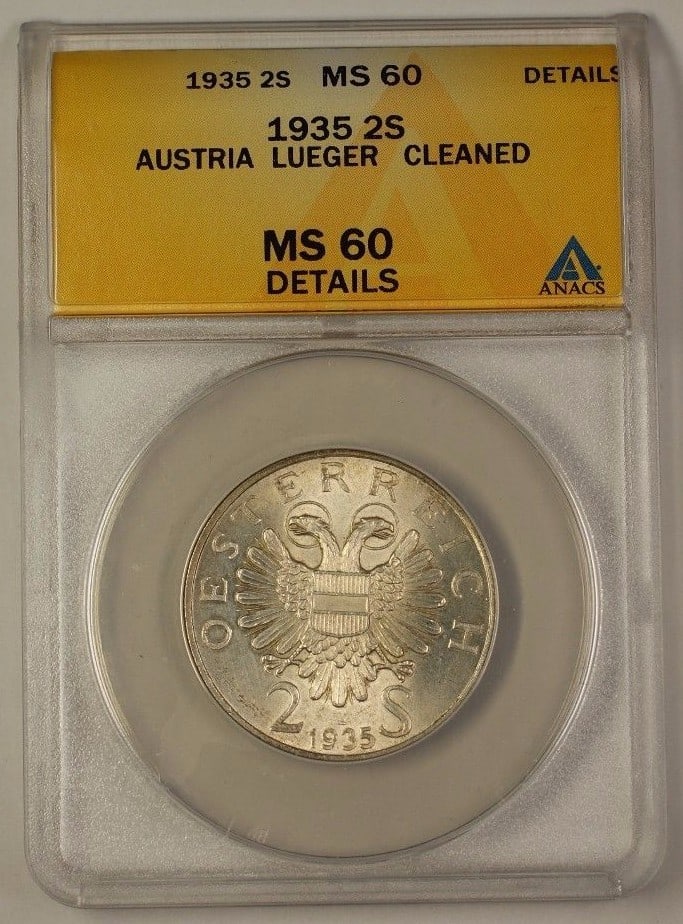 1935 2S MS 60 DETAILS
1935 2S
AUSTRIA LUEGER CLEANED
MS 60
DETAILS
ANACS
OESTERREICH
2 S
1935